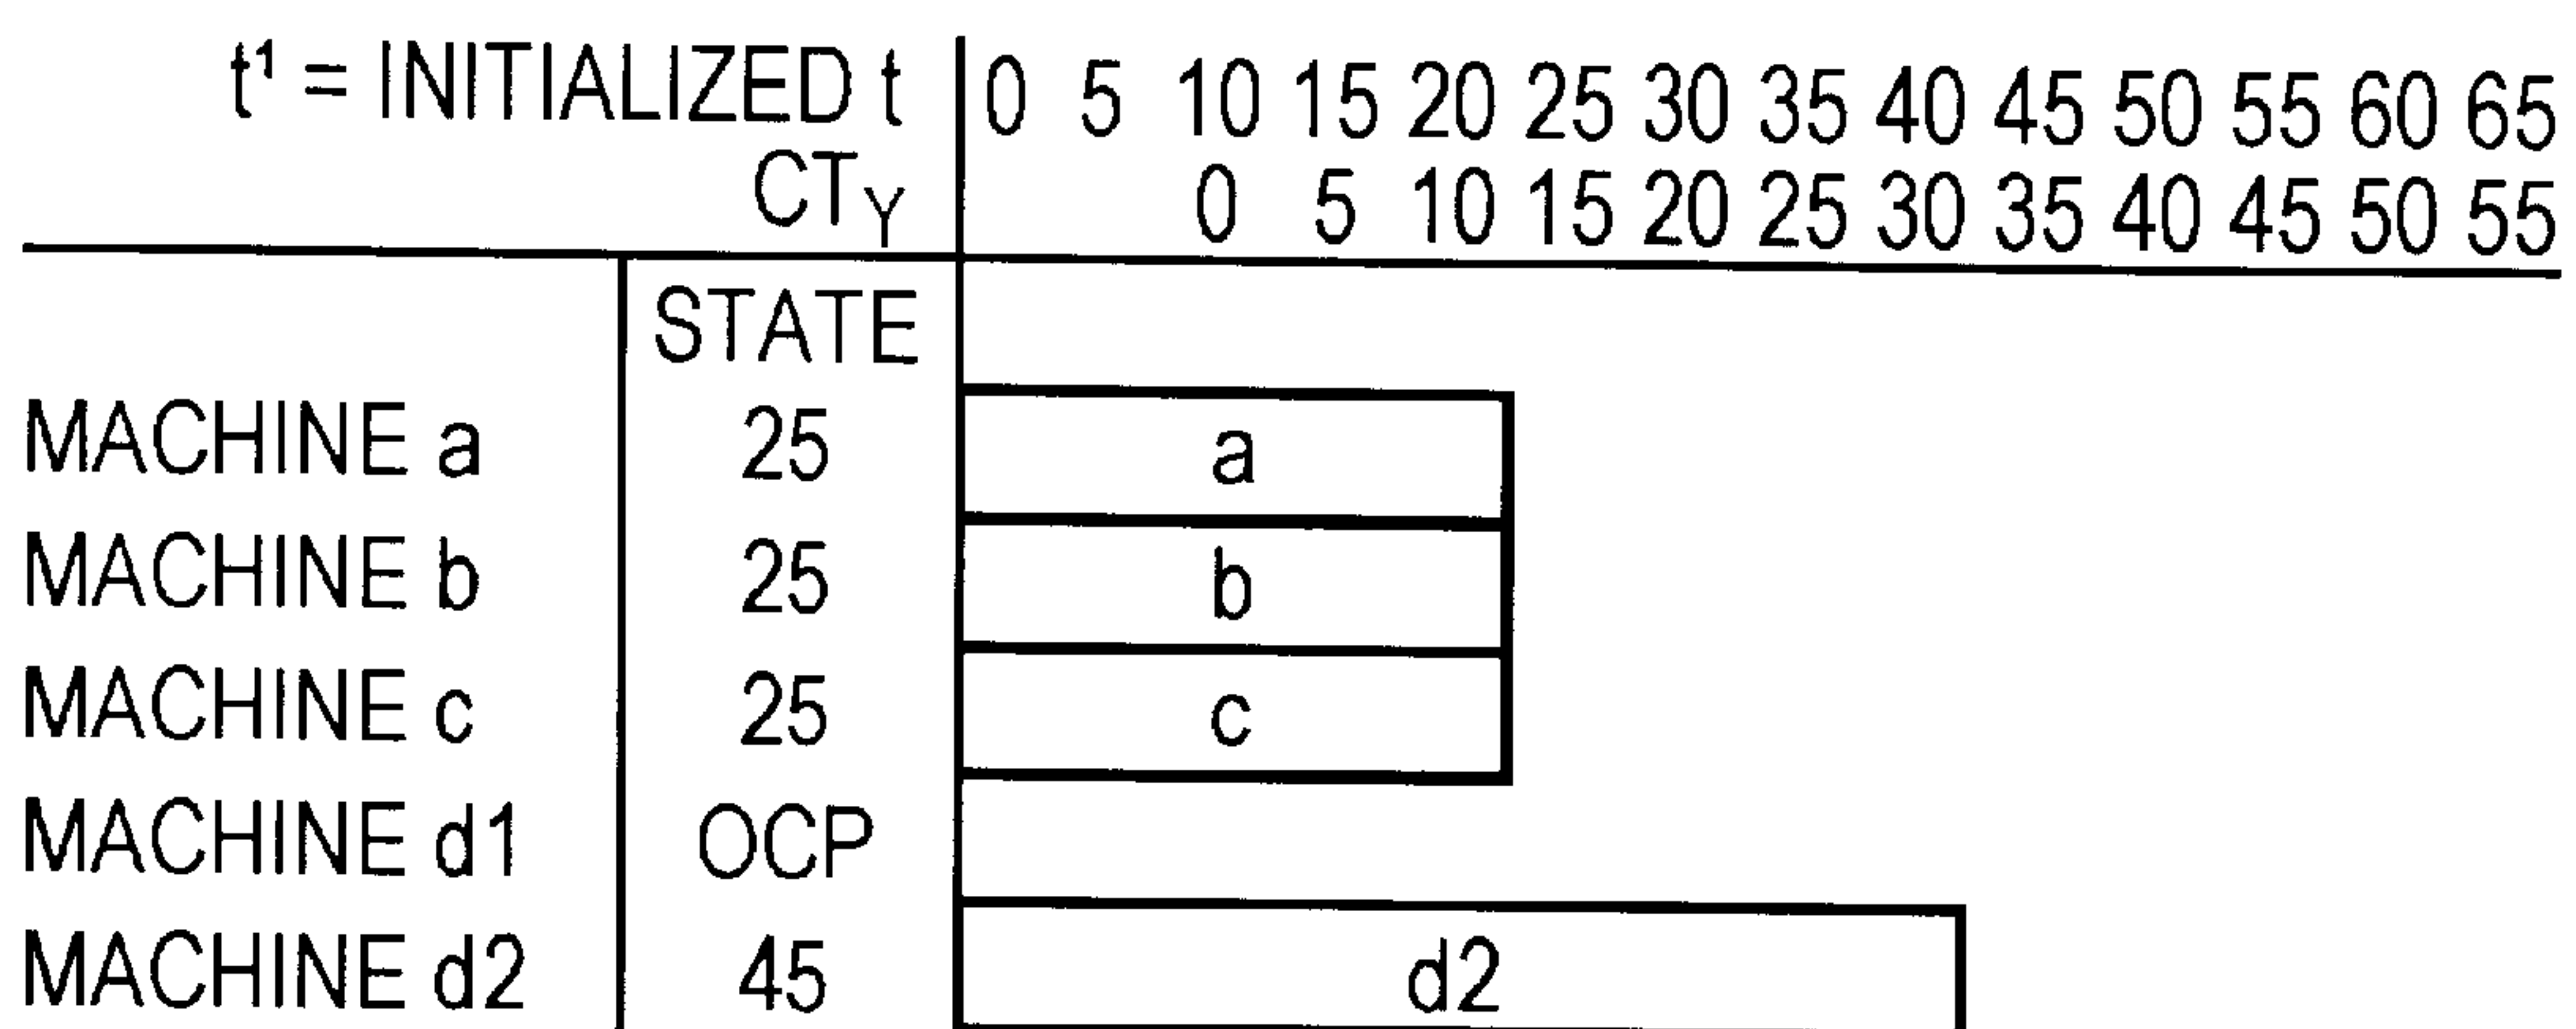 t¹ = INITIALIZED t 0 5 10 15 20 25 30 35 40 45 50 55 60 65
CTY 0 5 10 15 20 25 30 35 40 45 50 55
STATE
MACHINE a 25 a
MACHINE b 25 b
MACHINE c 25 c
MACHINE d1 OCP
MACHINE d2 45 d2